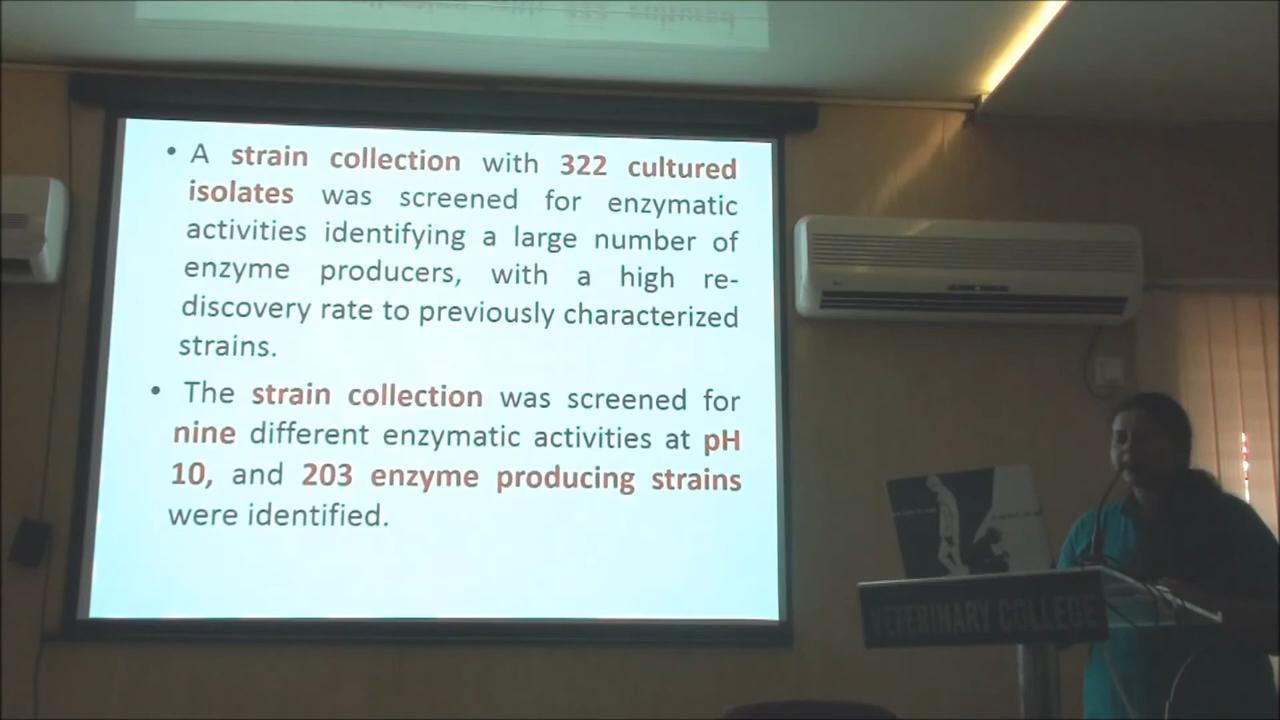 • A strain collection with 322 cultured
isolates was screened for enzymatic
activities identifying a large number of
enzyme producers, with a high re-
discovery rate to previously characterized
strains.
• The strain collection was screened for
nine different enzymatic activities at pH
10, and 203 enzyme producing strains
were identified.
VETERINARY COLLEGE